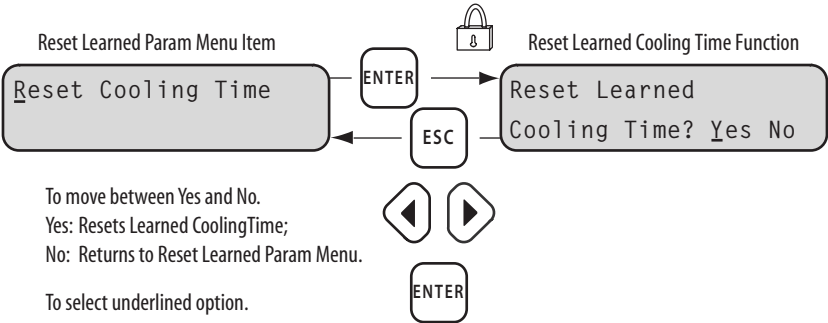 Reset Learned Param Menu Item
Reset Learned Cooling Time Function
Reset Cooling Time
ENTER
Reset Learned
Cooling Time? Yes No
ESC
To move between Yes and No.
Yes: Resets Learned CoolingTime;
No: Returns to Reset Learned Param Menu.
To select underlined option.
ENTER